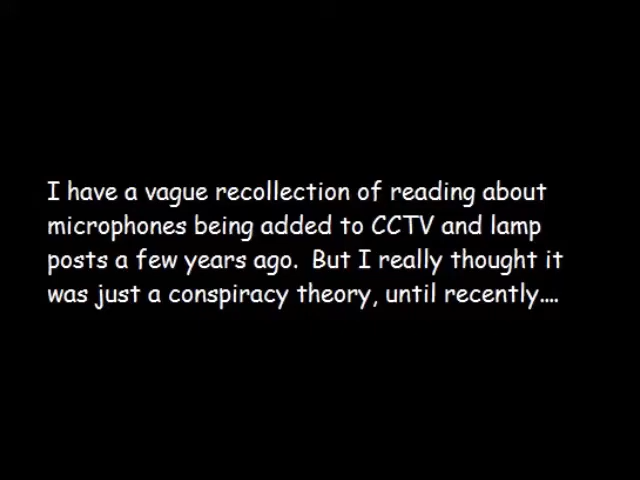 I have a vague recollection of reading about
microphones being added to CCTV and lamp
posts a few years ago.  But I really thought it
was just a conspiracy theory, until recently....